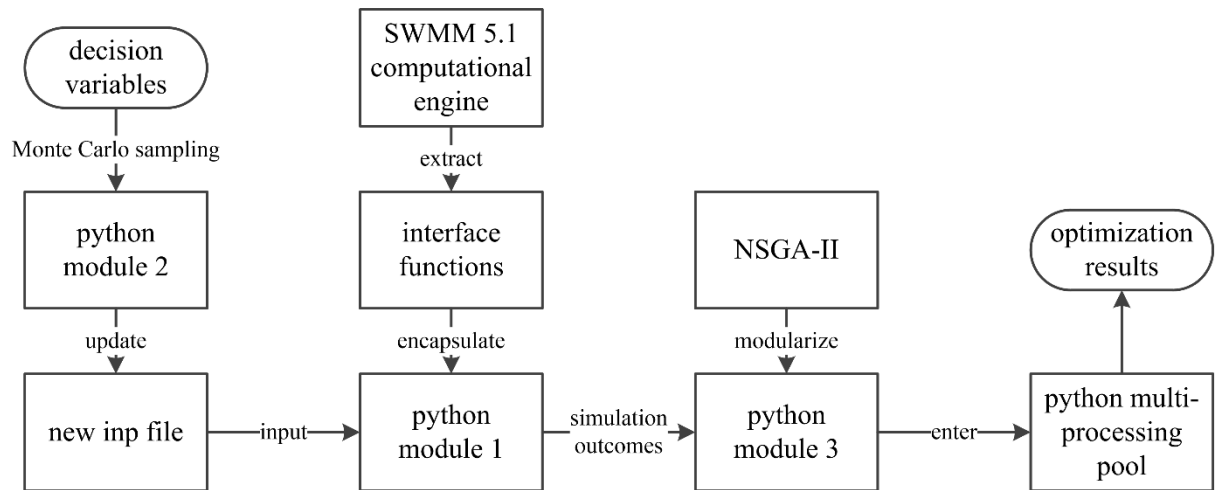 decision
variables
SWMM 5.1
computational
engine
Monte Carlo sampling
extract
python
module 2
interface
functions
NSGA-II
optimization
results
update
encapsulate
modularize
new inp file
input
python
module 1
simulation
outcomes
python
module 3
enter
python multi-
processing
pool